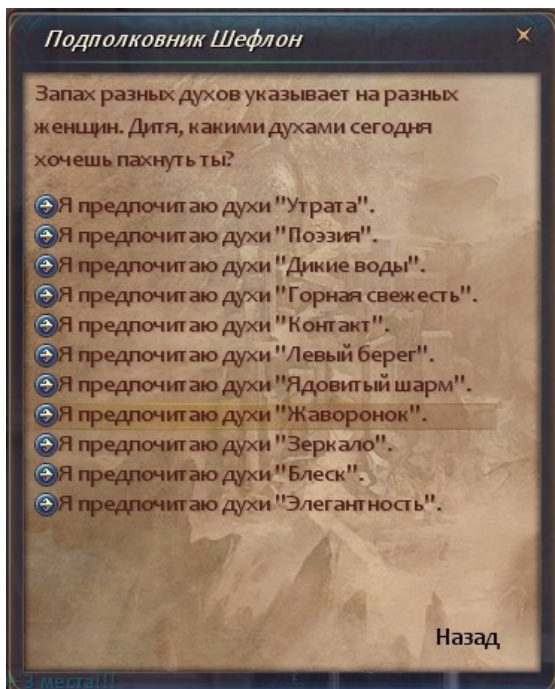 Подполковник Шефлон
Запах разных духов указывает на разных
женщин. Дитя, какими духами сегодня
хочешь пахнуть ты?
Я предпочитаю духи "Утрата".
Я предпочитаю духи "Поэзия".
Я предпочитаю духи "Дикие воды".
Я предпочитаю духи "Горная свежесть".
Я предпочитаю духи "Контакт".
Я предпочитаю духи "Левый берег".
Я предпочитаю духи "Ядовитый шарм".
Я предпочитаю духи "Жаворонок".
Я предпочитаю духи "Зеркало".
Я предпочитаю духи "Блеск".
Я предпочитаю духи "Элегантность".
Назад
3 места!!!